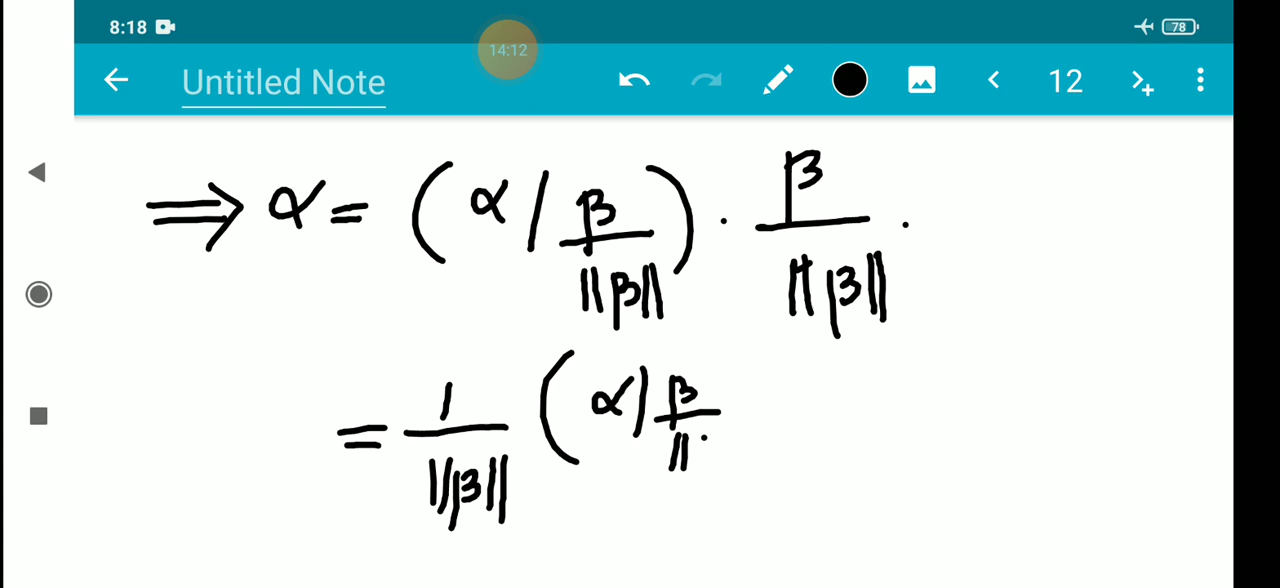 8:18 78
14:12
Untitled Note 12
⟹ α = (α / β/||β||) · β/||β|| .
= 1/||β|| (α | β/||